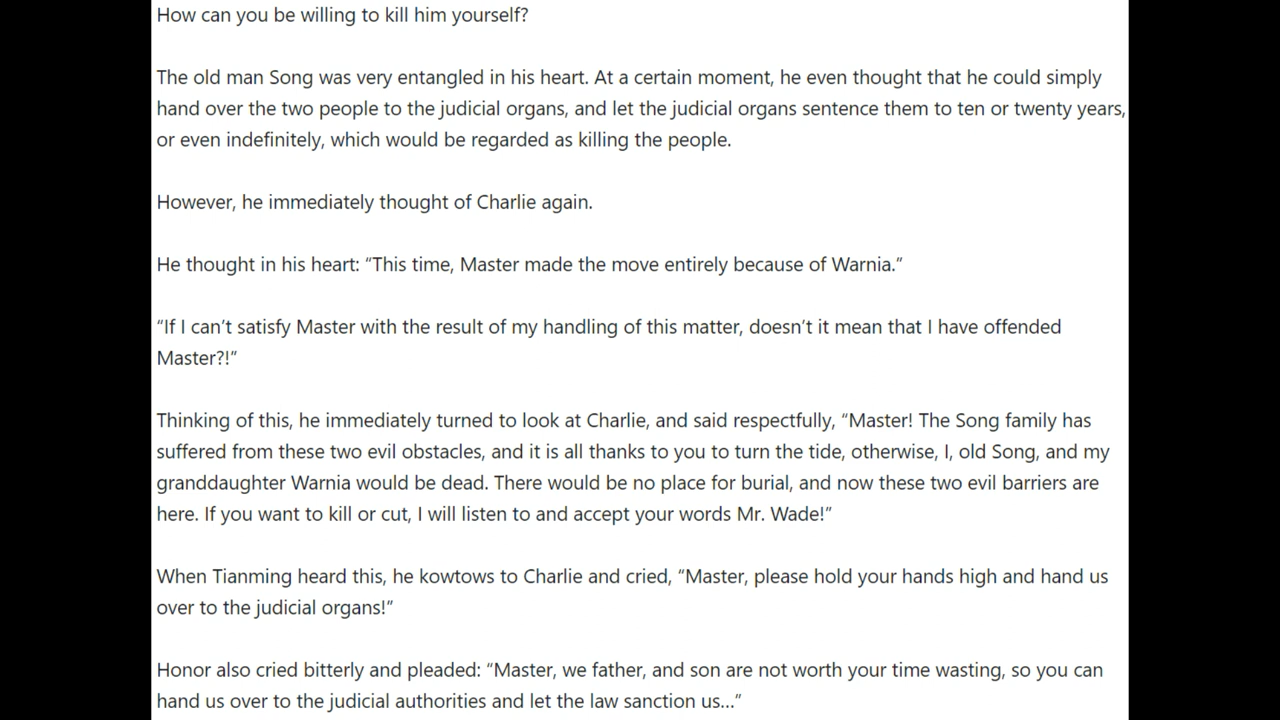 How can you be willing to kill him yourself?
The old man Song was very entangled in his heart. At a certain moment, he even thought that he could simply
hand over the two people to the judicial organs, and let the judicial organs sentence them to ten or twenty years,
or even indefinitely, which would be regarded as killing the people.
However, he immediately thought of Charlie again.
He thought in his heart: “This time, Master made the move entirely because of Warnia.”
“If I can’t satisfy Master with the result of my handling of this matter, doesn’t it mean that I have offended
Master?!”
Thinking of this, he immediately turned to look at Charlie, and said respectfully, “Master! The Song family has
suffered from these two evil obstacles, and it is all thanks to you to turn the tide, otherwise, I, old Song, and my
granddaughter Warnia would be dead. There would be no place for burial, and now these two evil barriers are
here. If you want to kill or cut, I will listen to and accept your words Mr. Wade!”
When Tianming heard this, he kowtows to Charlie and cried, “Master, please hold your hands high and hand us
over to the judicial organs!”
Honor also cried bitterly and pleaded: “Master, we father, and son are not worth your time wasting, so you can
hand us over to the judicial authorities and let the law sanction us...”